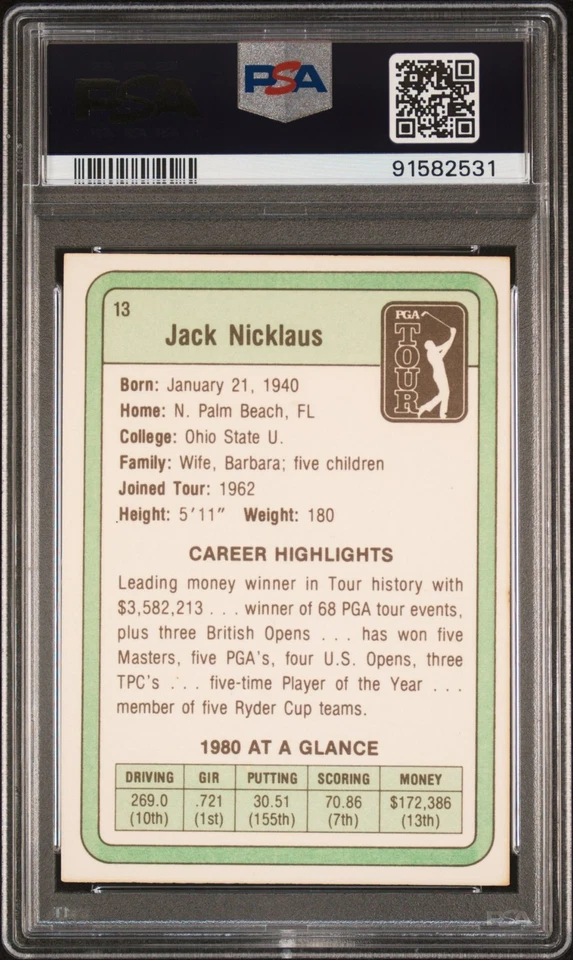 PSA
PSA
91582531
13
Jack Nicklaus
PGA
TOUR
Born: January 21, 1940
Home: N. Palm Beach, FL
College: Ohio State U.
Family: Wife, Barbara; five children
Joined Tour: 1962
Height: 5'11" Weight: 180
CAREER HIGHLIGHTS
Leading money winner in Tour history with
$3,582,213 . . . winner of 68 PGA tour events,
plus three British Opens . . . has won five
Masters, five PGA's, four U.S. Opens, three
TPC's . . . five-time Player of the Year . . .
member of five Ryder Cup teams.
1980 AT A GLANCE
DRIVING GIR PUTTING SCORING MONEY
269.0 .721 30.51 70.86 $172,386
(10th) (1st) (155th) (7th) (13th)
PSA